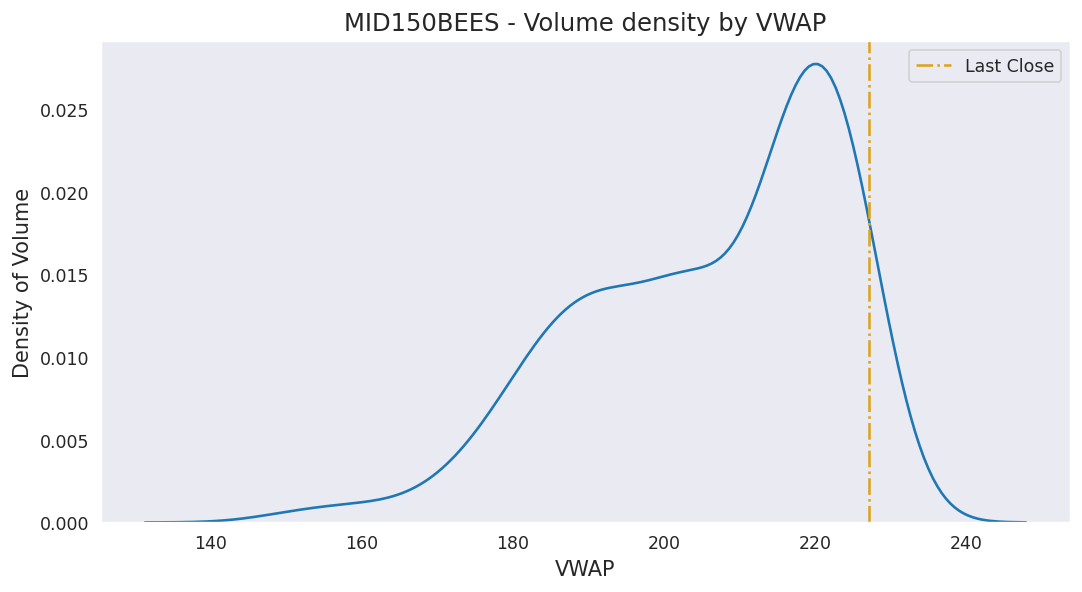 MID150BEES - Volume density by VWAP
Last Close
Density of Volume
0.025
0.020
0.015
0.010
0.005
0.000
140 160 180 200 220 240
VWAP